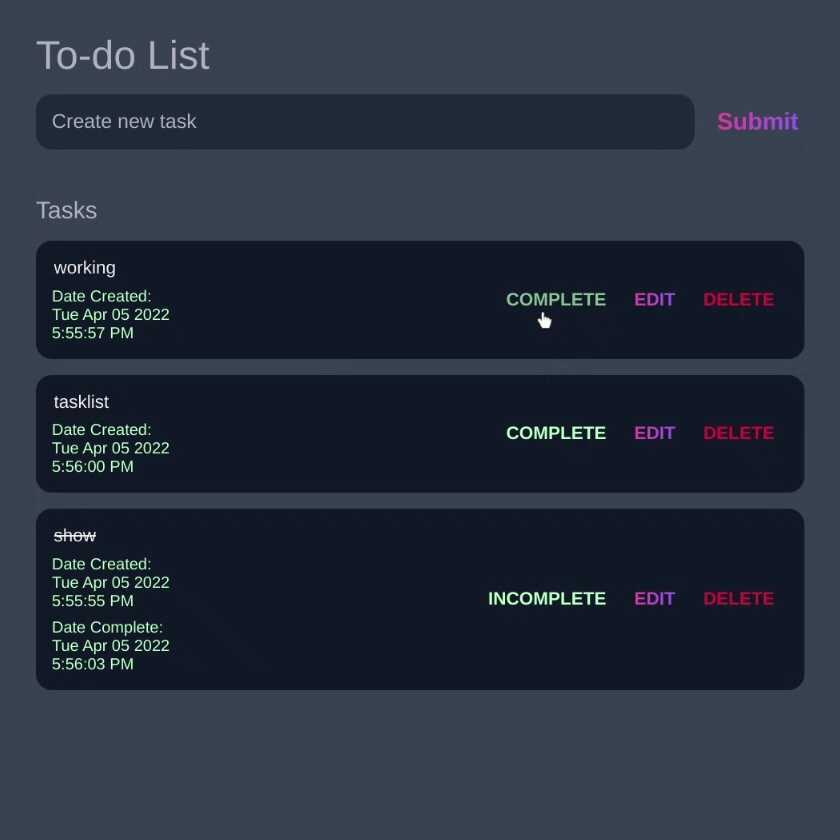 To-do List
Create new task
Submit
Tasks
working
Date Created:
Tue Apr 05 2022
5:55:57 PM
COMPLETE EDIT DELETE
tasklist
Date Created:
Tue Apr 05 2022
5:56:00 PM
COMPLETE EDIT DELETE
show
Date Created:
Tue Apr 05 2022
5:55:55 PM
Date Complete:
Tue Apr 05 2022
5:56:03 PM
INCOMPLETE EDIT DELETE